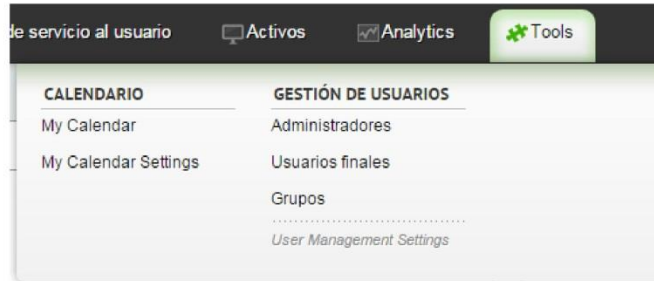 de servicio al usuario Activos Analytics Tools
CALENDARIO
My Calendar
My Calendar Settings
GESTIÓN DE USUARIOS
Administradores
Usuarios finales
Grupos
User Management Settings